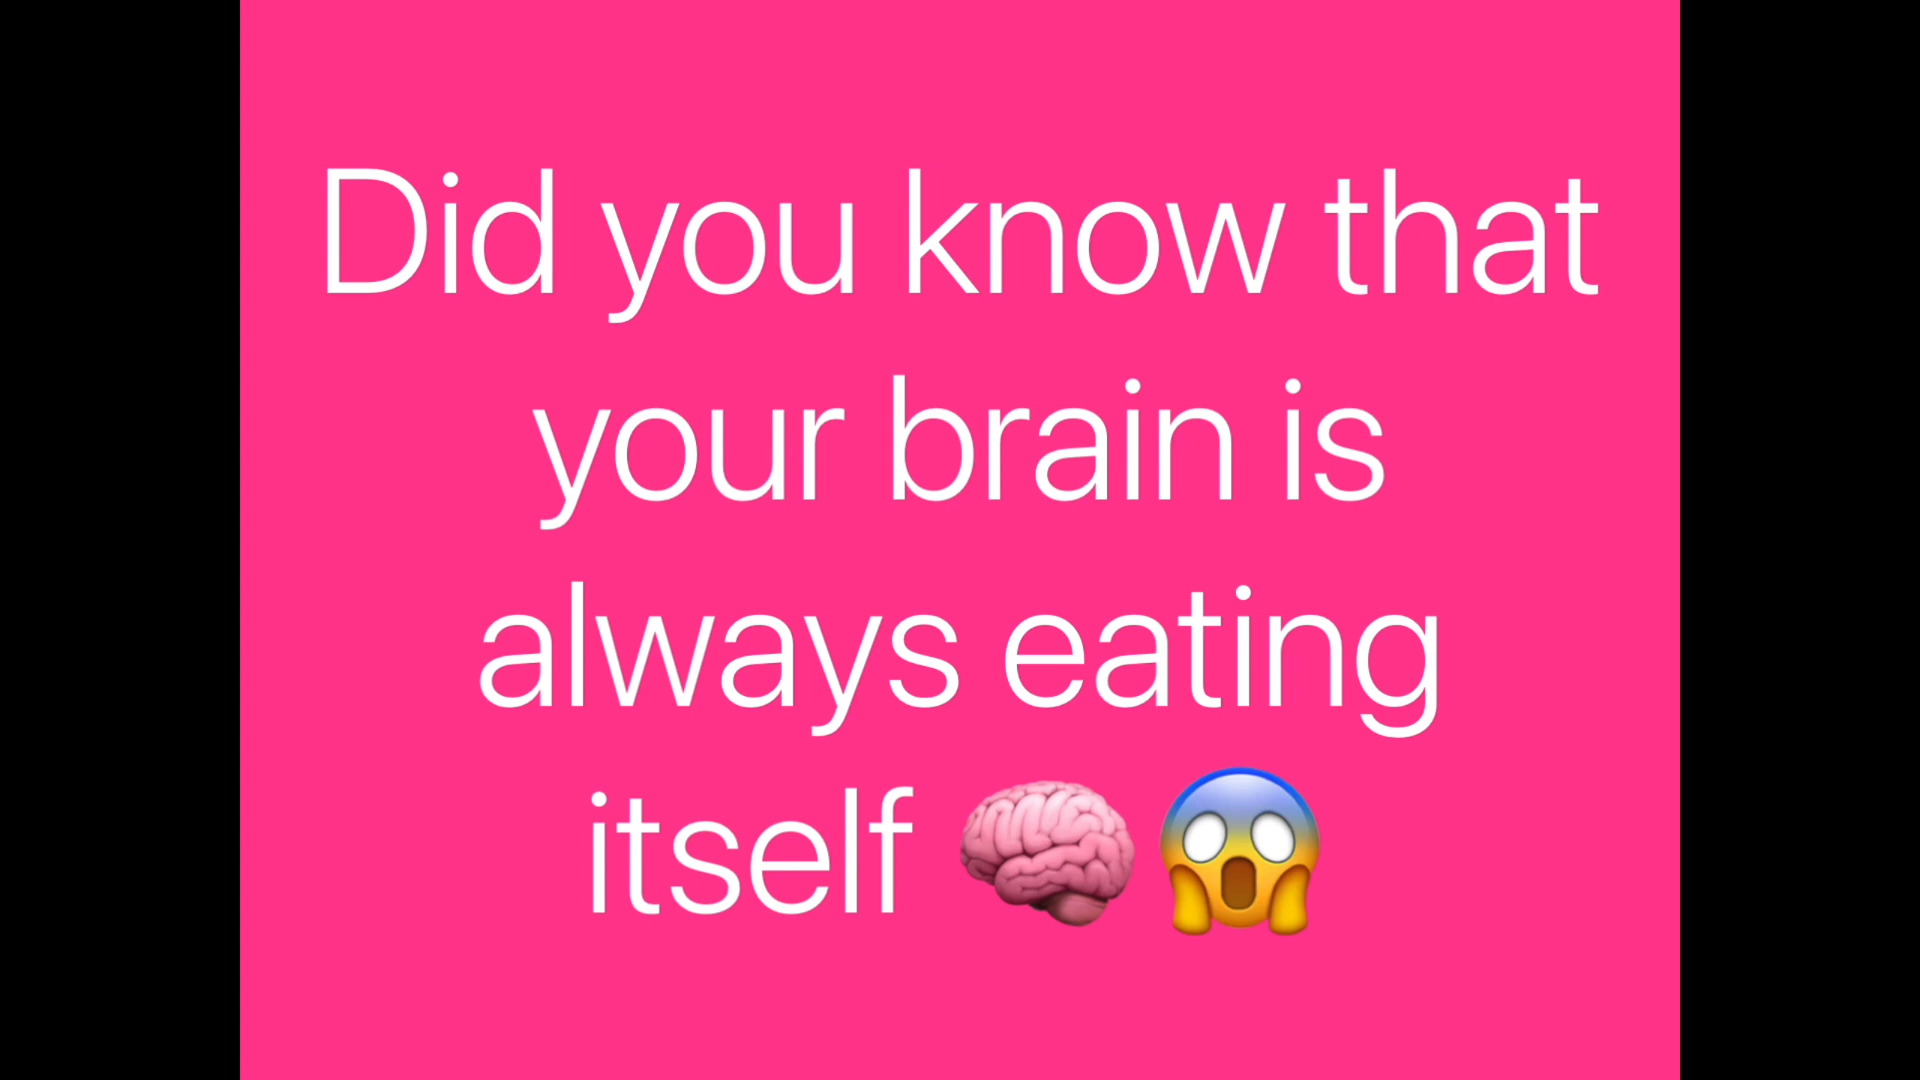 Did you know that
your brain is
always eating
itself 🧠😱